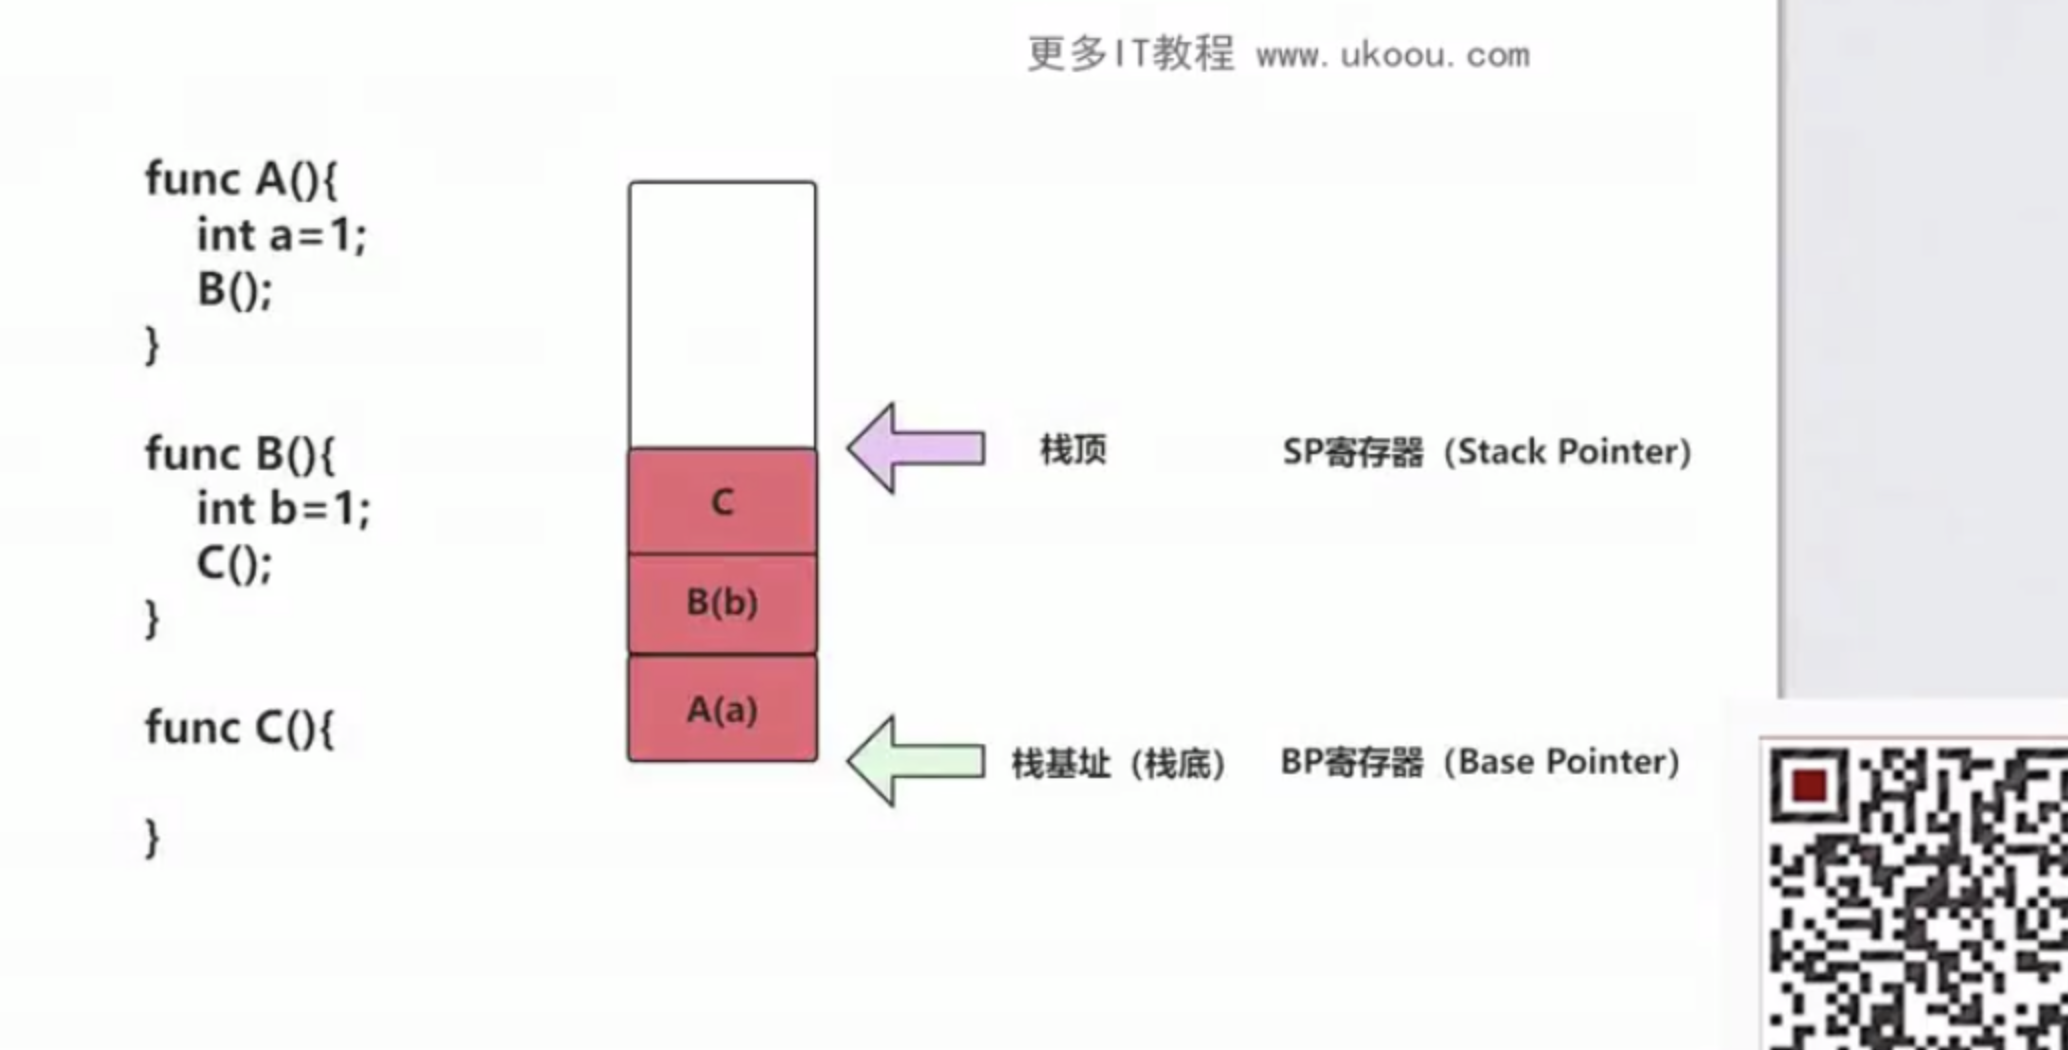 更多IT教程 www.ukoou.com
func A(){
int a=1;
B();
}
func B(){
int b=1;
C();
}
func C(){
}
C
B(b)
A(a)
栈顶 SP寄存器（Stack Pointer）
栈基址（栈底） BP寄存器（Base Pointer）